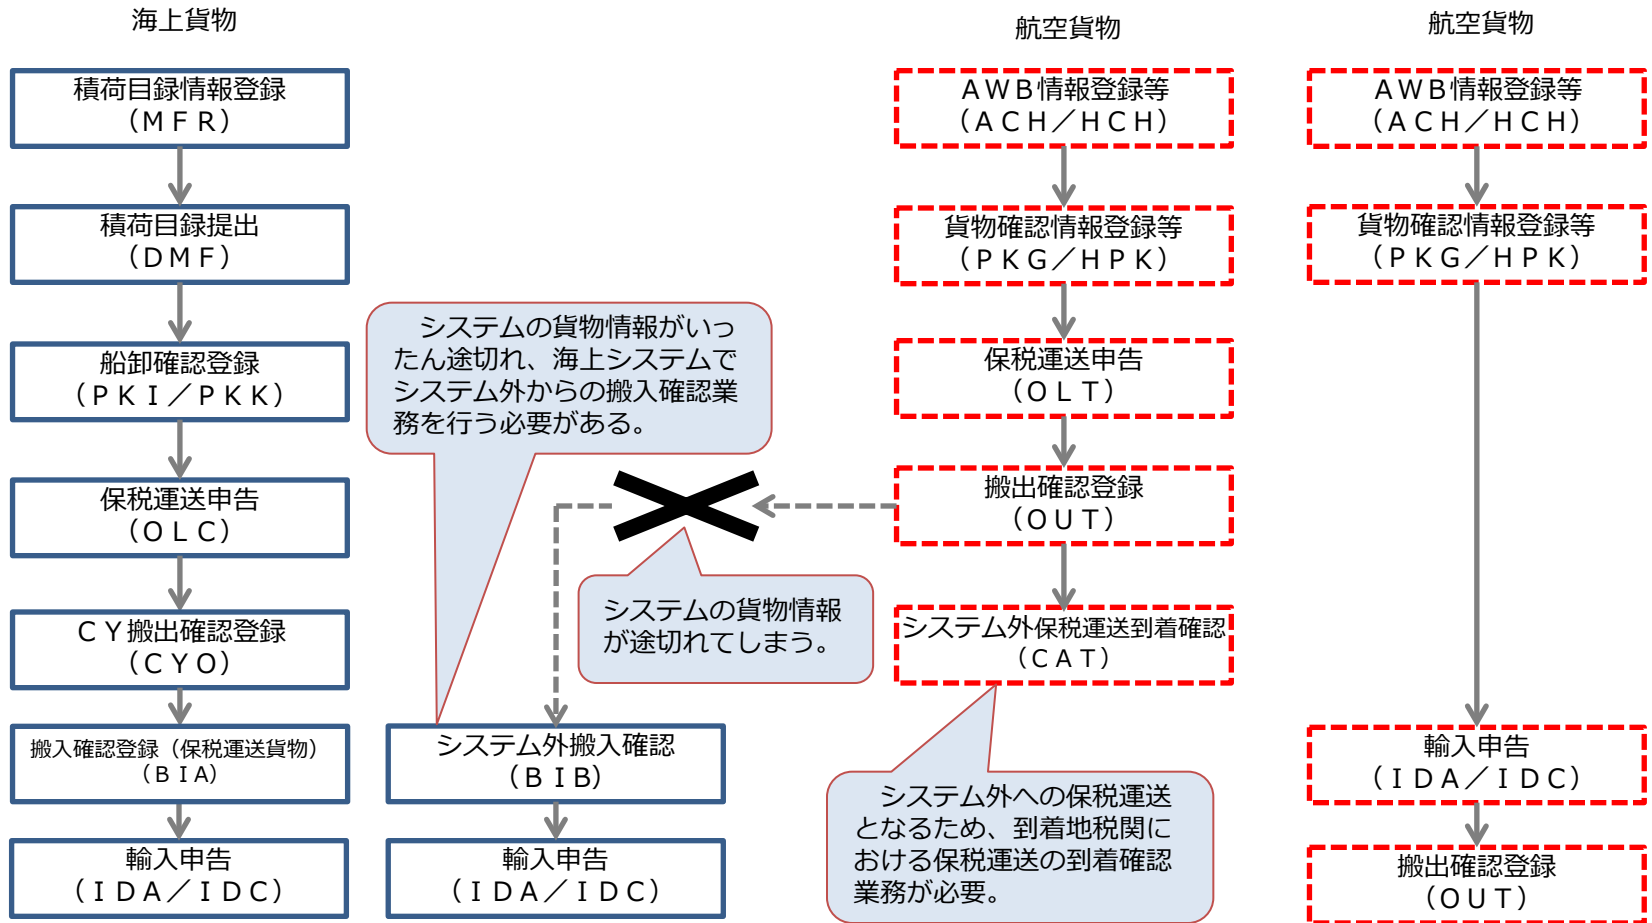 海上貨物
積荷目録情報登録
（ＭＦＲ）
積荷目録提出
（ＤＭＦ）
船卸確認登録
（ＰＫＩ／ＰＫＫ）
保税運送申告
（ＯＬＣ）
ＣＹ搬出確認登録
（ＣＹＯ）
搬入確認登録（保税運送貨物）
（ＢＩＡ）
輸入申告
（ＩＤＡ／ＩＤＣ）
システムの貨物情報がいっ
たん途切れ、海上システムで
システム外からの搬入確認業
務を行う必要がある。
システムの貨物情報
が途切れてしまう。
システム外搬入確認
（ＢＩＢ）
輸入申告
（ＩＤＡ／ＩＤＣ）
航空貨物
ＡＷＢ情報登録等
（ＡＣＨ／ＨＣＨ）
貨物確認情報登録等
（ＰＫＧ／ＨＰＫ）
保税運送申告
（ＯＬＴ）
搬出確認登録
（ＯＵＴ）
システム外保税運送到着確認
（ＣＡＴ）
システム外への保税運送
となるため、到着地税関に
おける保税運送の到着確認
業務が必要。
航空貨物
ＡＷＢ情報登録等
（ＡＣＨ／ＨＣＨ）
貨物確認情報登録等
（ＰＫＧ／ＨＰＫ）
輸入申告
（ＩＤＡ／ＩＤＣ）
搬出確認登録
（ＯＵＴ）